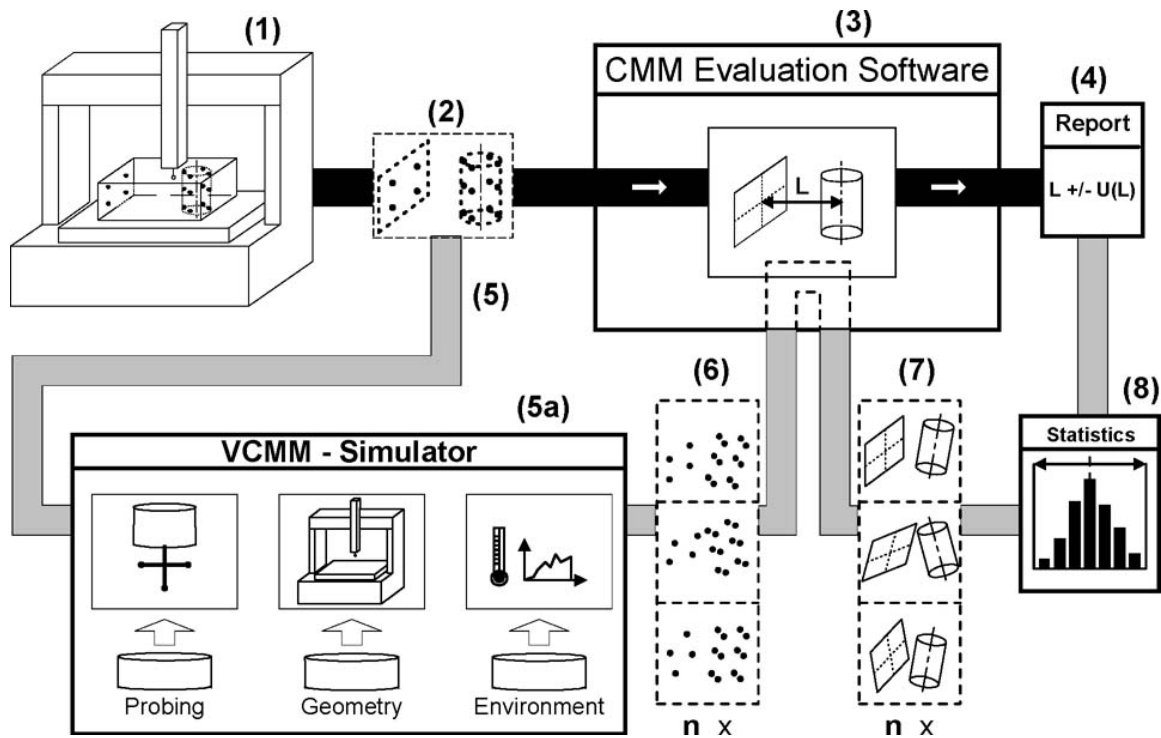 (1)
(2)
(3)
CMM Evaluation Software
L
(4)
Report
L +/- U(L)
(5)
(5a)
VCMM - Simulator
Probing
Geometry
Environment
(6)
n x
(7)
n x
(8)
Statistics